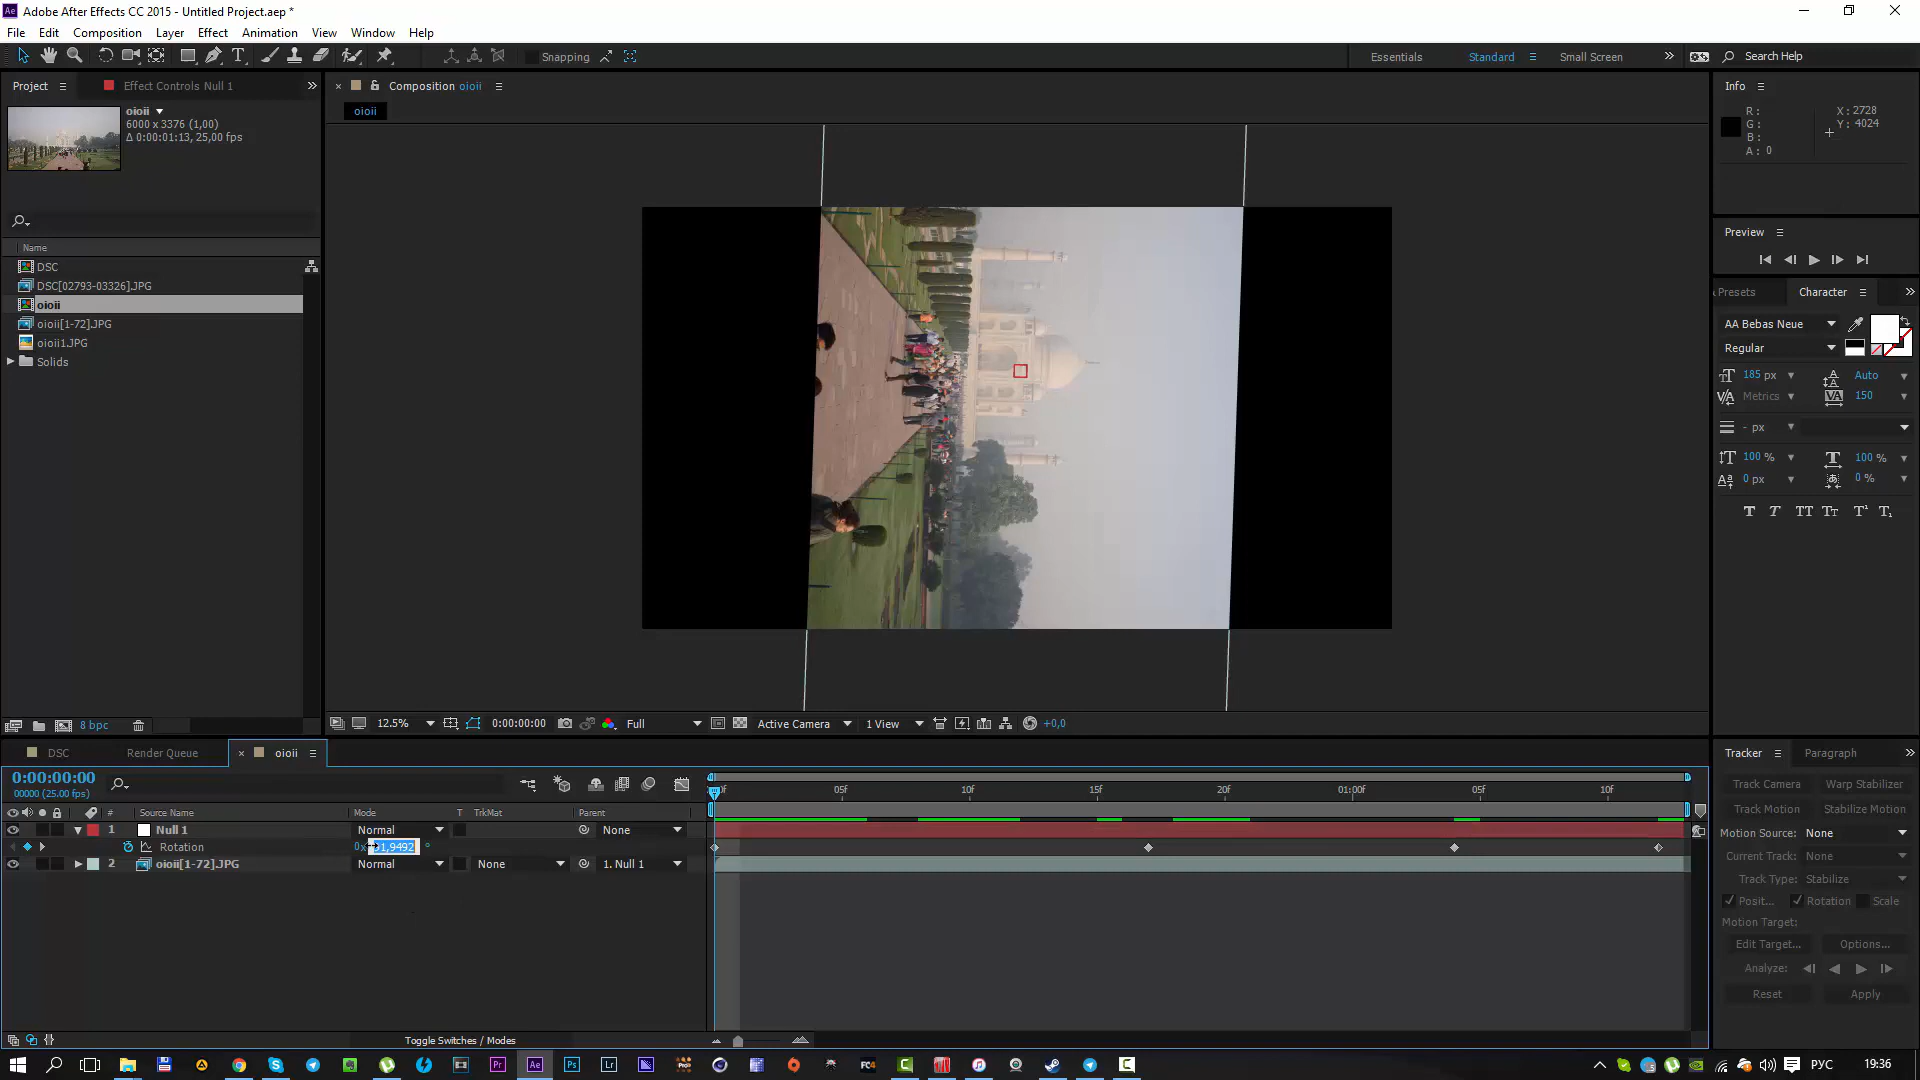 Adobe After Effects CC 2015 - Untitled Project.aep *
File Edit Composition Layer Effect Animation View Window Help
Snapping
Essentials Standard Small Screen Search Help
Project Effect Controls Null 1
oioii
6000 x 3376 (1,00)
Δ 0:00:01:13, 25,00 fps
Name
DSC
DSC[02793-03326].JPG
oioii
oioii[1-72].JPG
oioii1.JPG
Solids
8 bpc
Composition oioii
oioii
12.5% 0:00:00:00 Full Active Camera 1 View +0,0
Info
R: X: 2728
G: Y: 4024
B:
A: 0
Preview
Presets Character
AA Bebas Neue
Regular
185 px Auto
Metrics 150
- px
100 % 100 %
0 px 0 %
DSC Render Queue oioii
0:00:00:00
00000 (25.00 fps)
05f 10f 15f 20f 01:00f 05f 10f
# Source Name Mode T TrkMat Parent
1 Null 1 Normal None
Rotation 1,9492 °
2 oioii[1-72].JPG Normal None 1. Null 1
Toggle Switches / Modes
Tracker Paragraph
Track Camera Warp Stabilizer
Track Motion Stabilize Motion
Motion Source: None
Current Track: None
Track Type: Stabilize
Posit... Rotation Scale
Motion Target:
Edit Target... Options...
Analyze:
Reset Apply
РУС 19:36